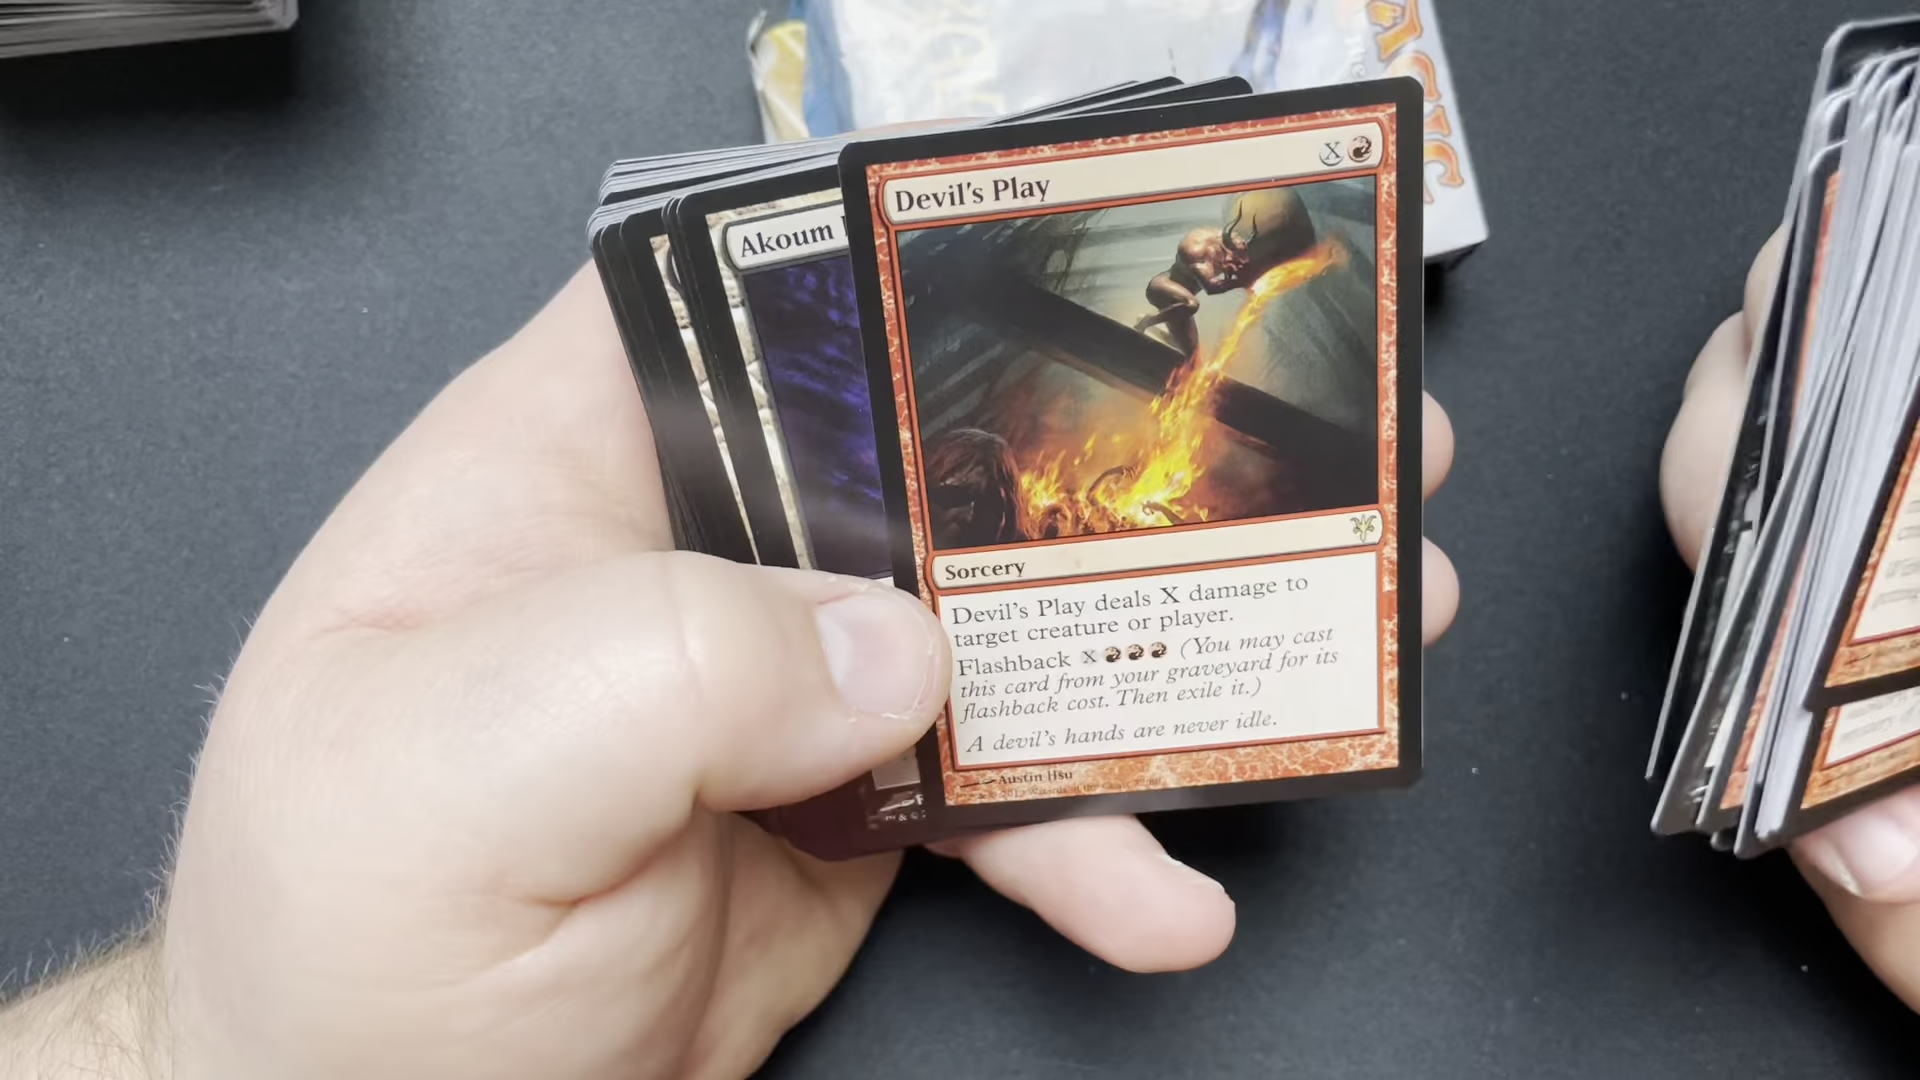 AGIC
Akoum
Devil's Play
X
Sorcery
Devil's Play deals X damage to
target creature or player.
Flashback X (You may cast
this card from your graveyard for its
flashback cost. Then exile it.)
A devil's hands are never idle.
Austin Hsu